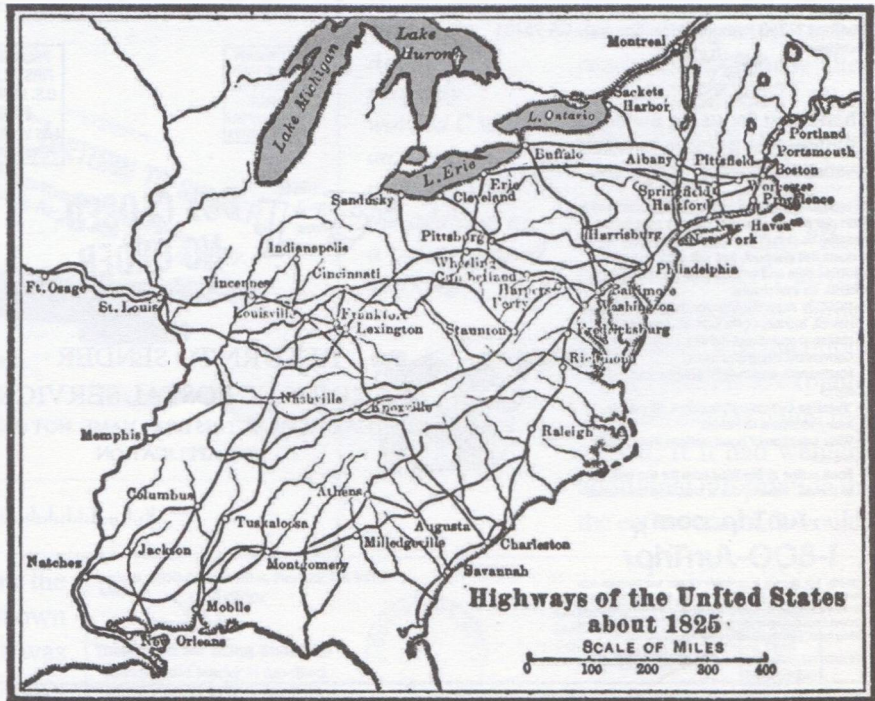 Lake Michigan
Lake
Huron
Montreal
Sackets
Harbor
L. Ontario
L. Erie
Buffalo
Albany
Pittsfield
Portland
Portsmouth
Boston
Springfield
Worcester
Hartford
Providence
New Haven
New York
Erie
Cleveland
Sandusky
Pittsburg
Harrisburg
Philadelphia
Wheeling
Cumberland
Harpers
Ferry
Baltimore
Washington
Indianapolis
Cincinnati
Vincennes
Ft. Osage
St. Louis
Louisville
Frankfort
Lexington
Staunton
Fredericksburg
Richmond
Nashville
Knoxville
Raleigh
Memphis
Columbus
Athens
Tuskaloosa
Augusta
Milledgeville
Charleston
Natchez
Jackson
Montgomery
Savannah
Mobile
New Orleans
Highways of the United States
about 1825.
SCALE OF MILES
0 100 200 300 400